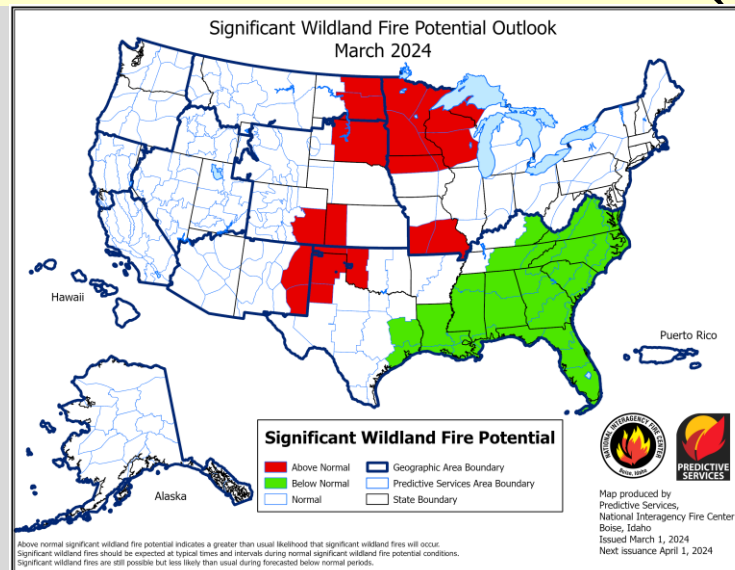 Significant Wildland Fire Potential Outlook
March 2024
Hawaii
Puerto Rico
Alaska
Significant Wildland Fire Potential
Above Normal
Below Normal
Normal
Geographic Area Boundary
Predictive Services Area Boundary
State Boundary
NATIONAL INTERAGENCY FIRE CENTER
Boise, Idaho
PREDICTIVE
SERVICES
Map produced by
Predictive Services,
National Interagency Fire Center
Boise, Idaho
Issued March 1, 2024
Next issuance April 1, 2024
Above normal significant wildland fire potential indicates a greater than usual likelihood that significant wildland fires will occur.
Significant wildland fires should be expected at typical times and intervals during normal significant wildland fire potential conditions.
Significant wildland fires are still possible but less likely than usual during forecasted below normal periods.